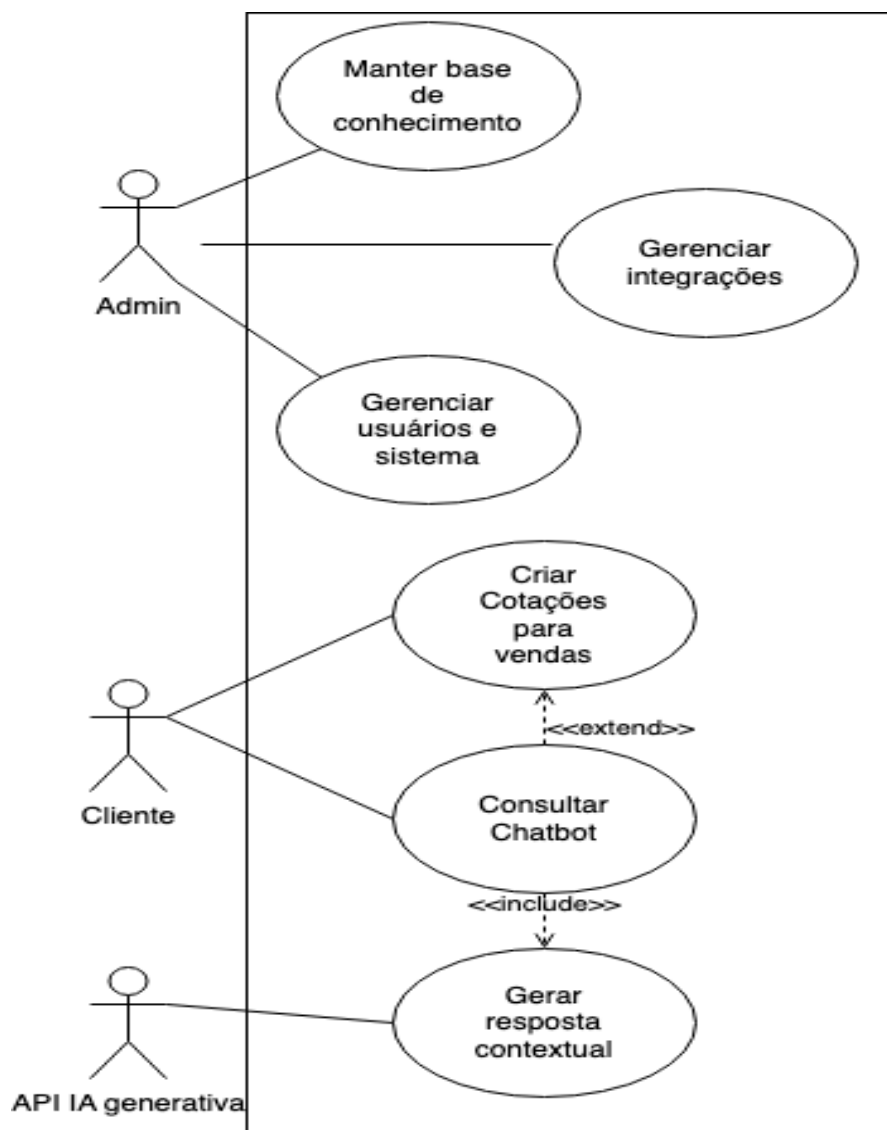 Manter base
de
conhecimento
Gerenciar
integrações
Admin
Gerenciar
usuários e
sistema
Criar
Cotações
para
vendas
<<extend>>
Cliente
Consultar
Chatbot
<<include>>
Gerar
resposta
contextual
API IA generativa